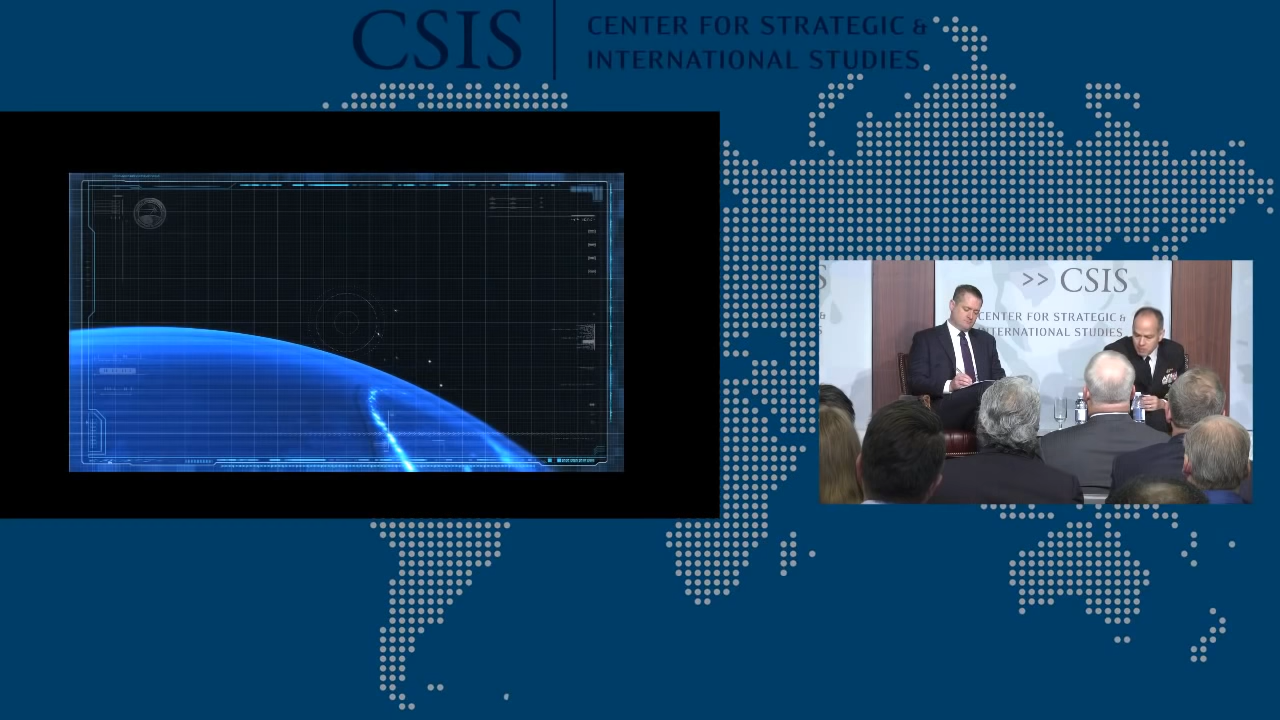 CSIS
CENTER FOR STRATEGIC &
INTERNATIONAL STUDIES
>> CSIS
CENTER FOR STRATEGIC &
INTERNATIONAL STUDIES
S
&